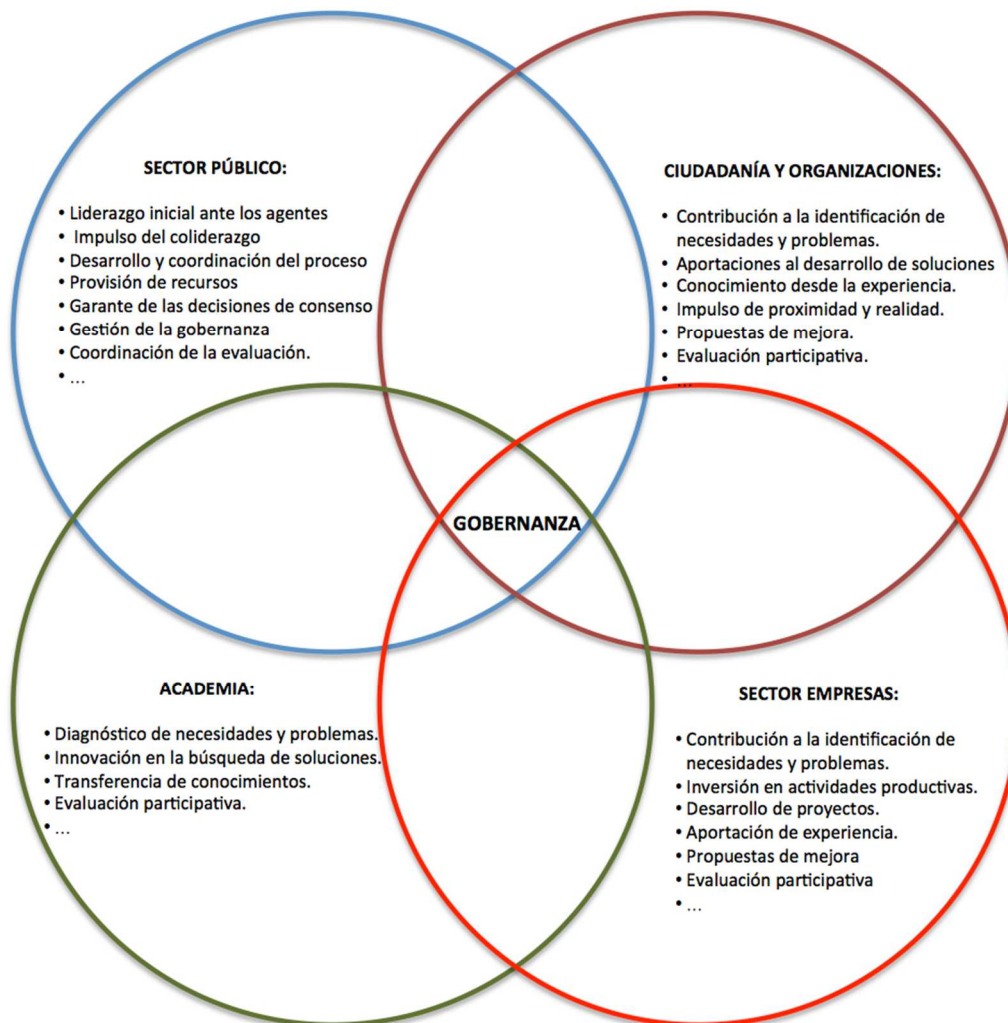 SECTOR PÚBLICO:
• Liderazgo inicial ante los agentes
• Impulso del coliderazgo
• Desarrollo y coordinación del proceso
• Provisión de recursos
• Garante de las decisiones de consenso
• Gestión de la gobernanza
• Coordinación de la evaluación.
• ...
CIUDADANÍA Y ORGANIZACIONES:
• Contribución a la identificación de
necesidades y problemas.
• Aportaciones al desarrollo de soluciones
• Conocimiento desde la experiencia.
• Impulso de proximidad y realidad.
• Propuestas de mejora.
• Evaluación participativa.
• ...
GOBERNANZA
ACADEMIA:
• Diagnóstico de necesidades y problemas.
• Innovación en la búsqueda de soluciones.
• Transferencia de conocimientos.
• Evaluación participativa.
• ...
SECTOR EMPRESAS:
• Contribución a la identificación de
necesidades y problemas.
• Inversión en actividades productivas.
• Desarrollo de proyectos.
• Aportación de experiencia.
• Propuestas de mejora
• Evaluación participativa
• ...